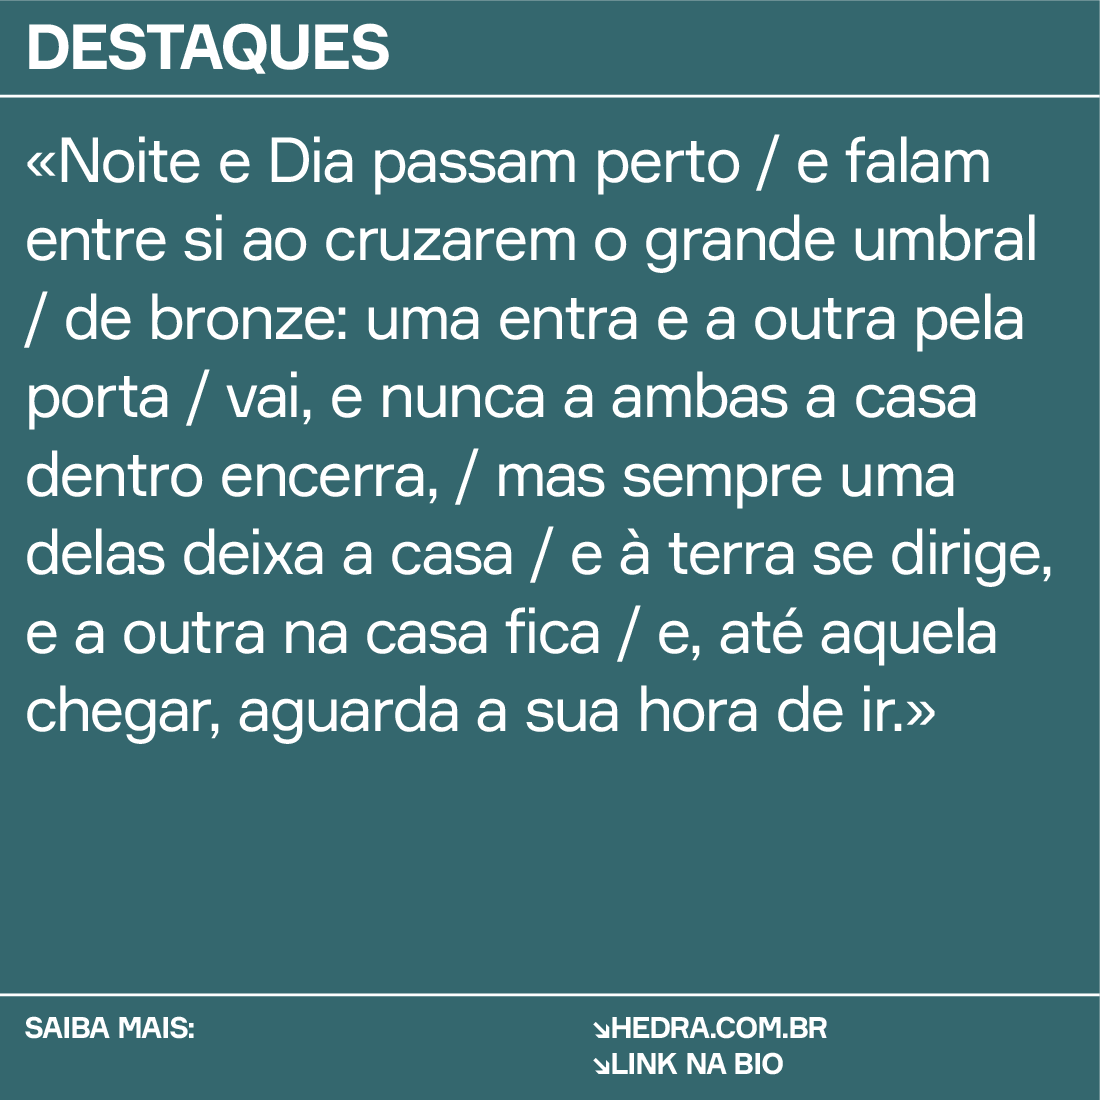 DESTAQUES
«Noite e Dia passam perto / e falam
entre si ao cruzarem o grande umbral
/ de bronze: uma entra e a outra pela
porta / vai, e nunca a ambas a casa
dentro encerra, / mas sempre uma
delas deixa a casa / e à terra se dirige,
e a outra na casa fica / e, até aquela
chegar, aguarda a sua hora de ir.»
SAIBA MAIS:
↘HEDRA.COM.BR
↘LINK NA BIO